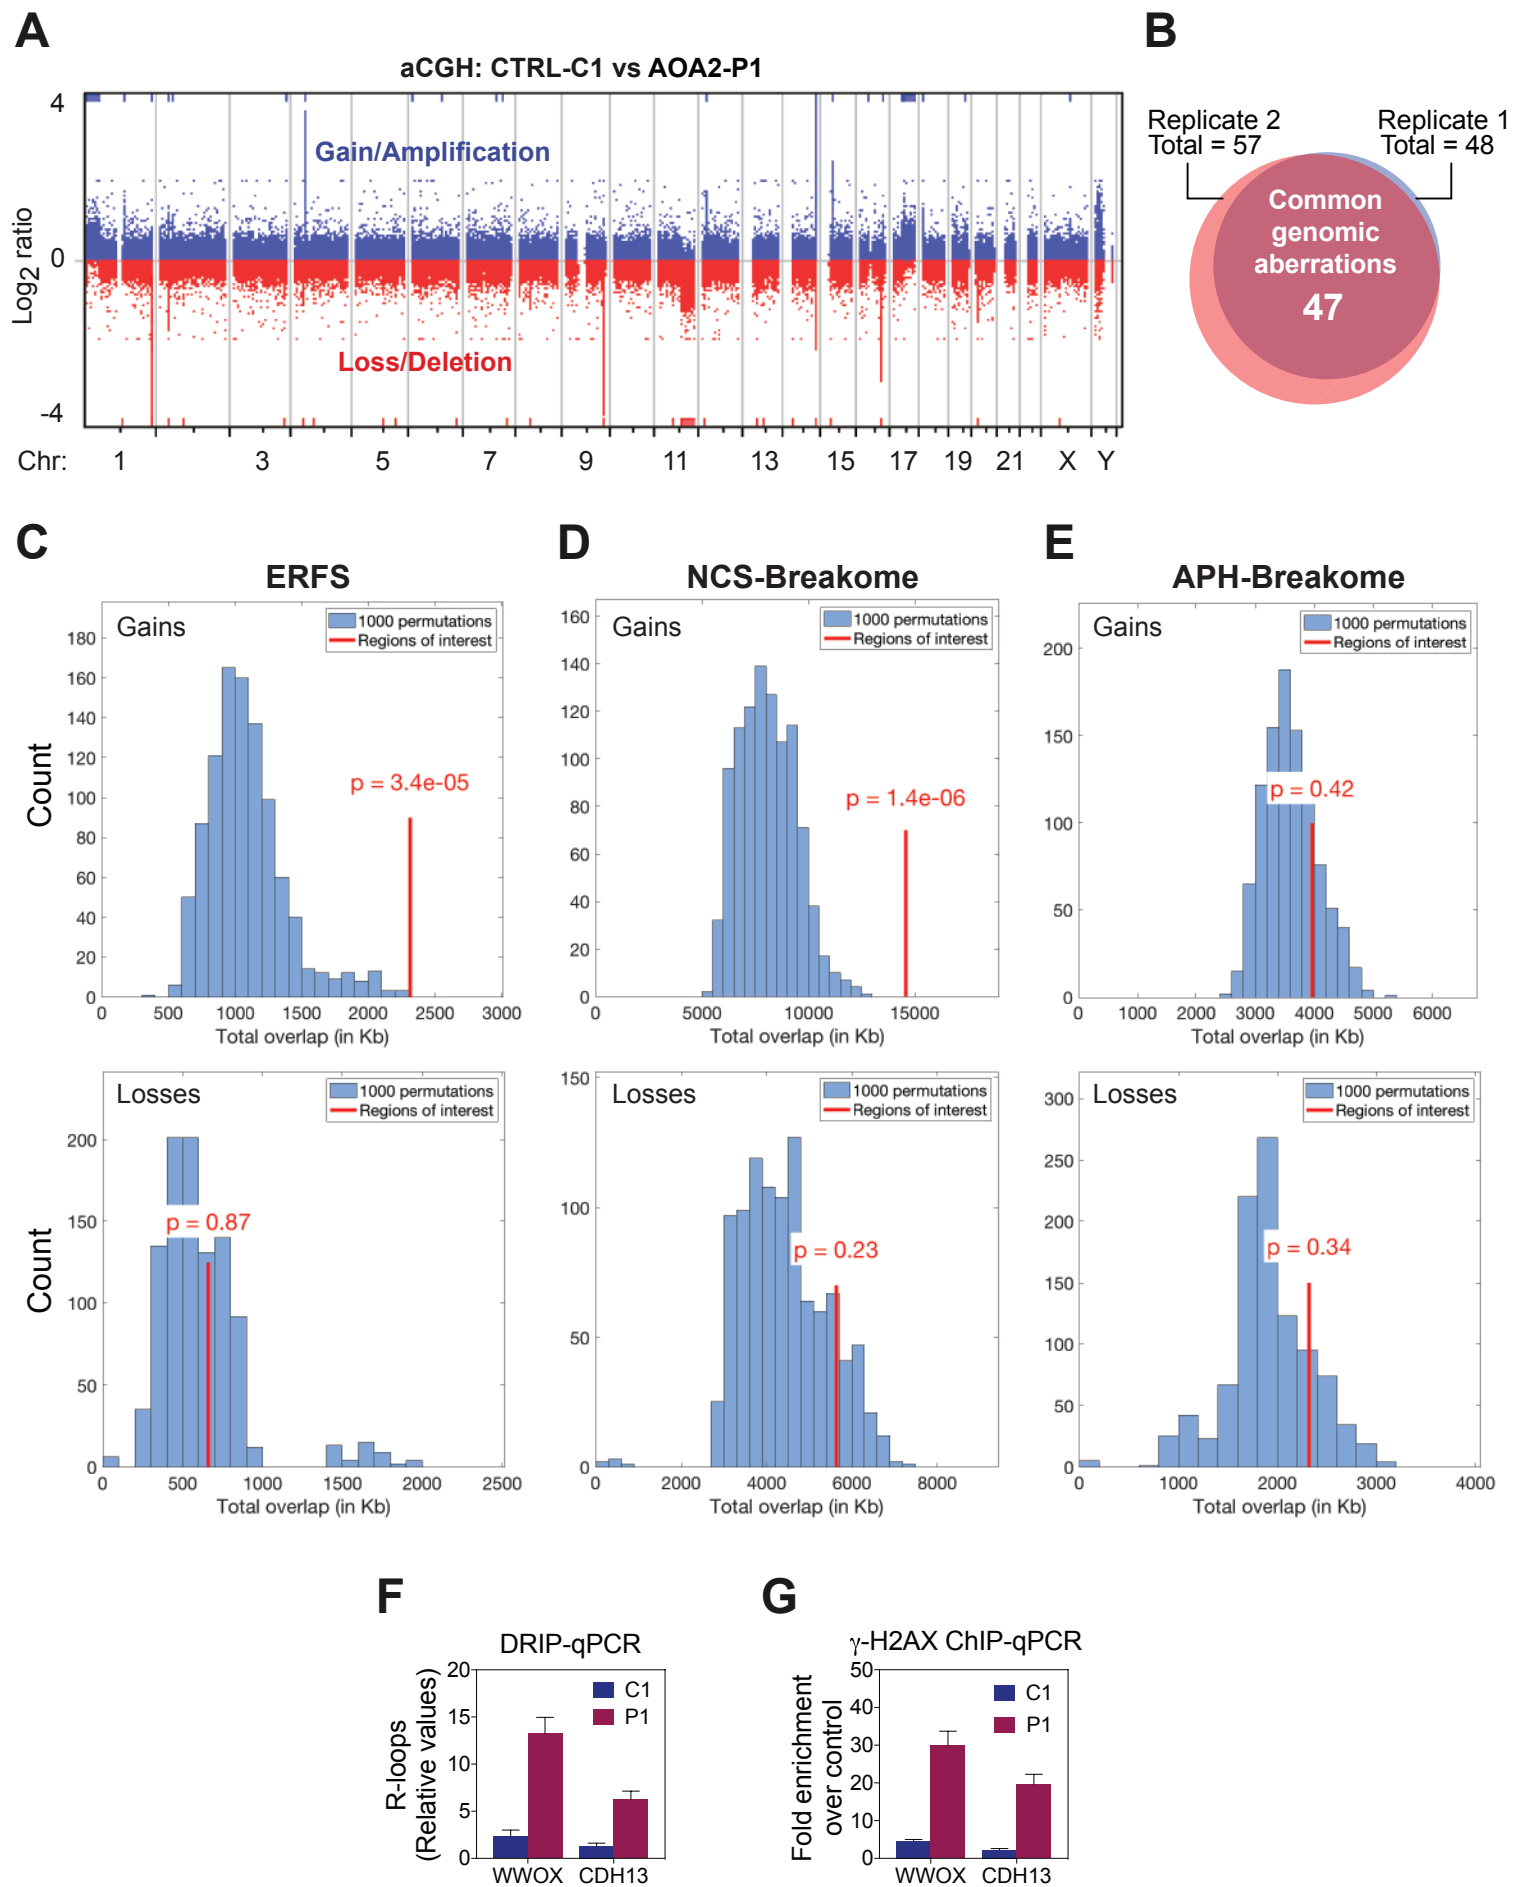 A
aCGH: CTRL-C1 vs AOA2-P1
4
0
-4
Log2 ratio
Gain/Amplification
Loss/Deletion
Chr: 1 3 5 7 9 11 13 15 17 19 21 X Y
B
Replicate 2
Total = 57
Replicate 1
Total = 48
Common
genomic
aberrations
47
C
ERFS
Gains
1000 permutations
Regions of interest
p = 3.4e-05
Count
180
160
140
120
100
80
60
40
20
0
0 500 1000 1500 2000 2500 3000
Total overlap (in Kb)
Losses
1000 permutations
Regions of interest
p = 0.87
Count
200
150
100
50
0
0 500 1000 1500 2000 2500
Total overlap (in Kb)
D
NCS-Breakome
Gains
1000 permutations
Regions of interest
p = 1.4e-06
160
140
120
100
80
60
40
20
0
0 5000 10000 15000
Total overlap (in Kb)
Losses
1000 permutations
Regions of interest
p = 0.23
150
100
50
0
0 2000 4000 6000 8000
Total overlap (in Kb)
E
APH-Breakome
Gains
1000 permutations
Regions of interest
p = 0.42
200
150
100
50
0
0 1000 2000 3000 4000 5000 6000
Total overlap (in Kb)
Losses
1000 permutations
Regions of interest
p = 0.34
300
250
200
150
100
50
0
0 1000 2000 3000 4000
Total overlap (in Kb)
F
DRIP-qPCR
R-loops
(Relative values)
20
15
10
5
0
C1
P1
WWOX CDH13
G
γ-H2AX ChIP-qPCR
Fold enrichment
over control
50
40
30
20
10
0
C1
P1
WWOX CDH13